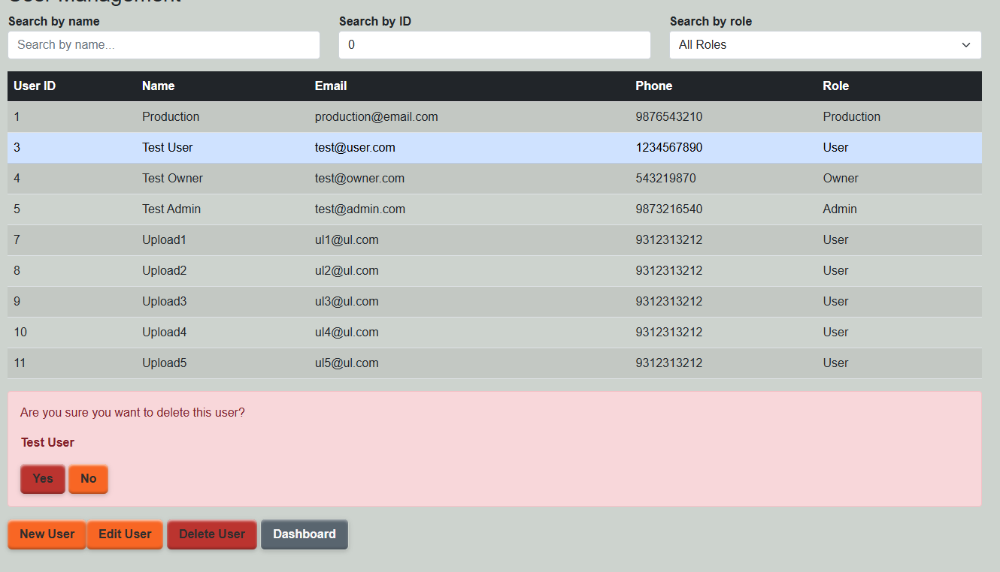 User Management
Search by name Search by ID Search by role
Search by name... 0 All Roles
User ID Name Email Phone Role
1 Production production@email.com 9876543210 Production
3 Test User test@user.com 1234567890 User
4 Test Owner test@owner.com 543219870 Owner
5 Test Admin test@admin.com 9873216540 Admin
7 Upload1 ul1@ul.com 9312313212 User
8 Upload2 ul2@ul.com 9312313212 User
9 Upload3 ul3@ul.com 9312313212 User
10 Upload4 ul4@ul.com 9312313212 User
11 Upload5 ul5@ul.com 9312313212 User
Are you sure you want to delete this user?
Test User
Yes No
New User Edit User Delete User Dashboard